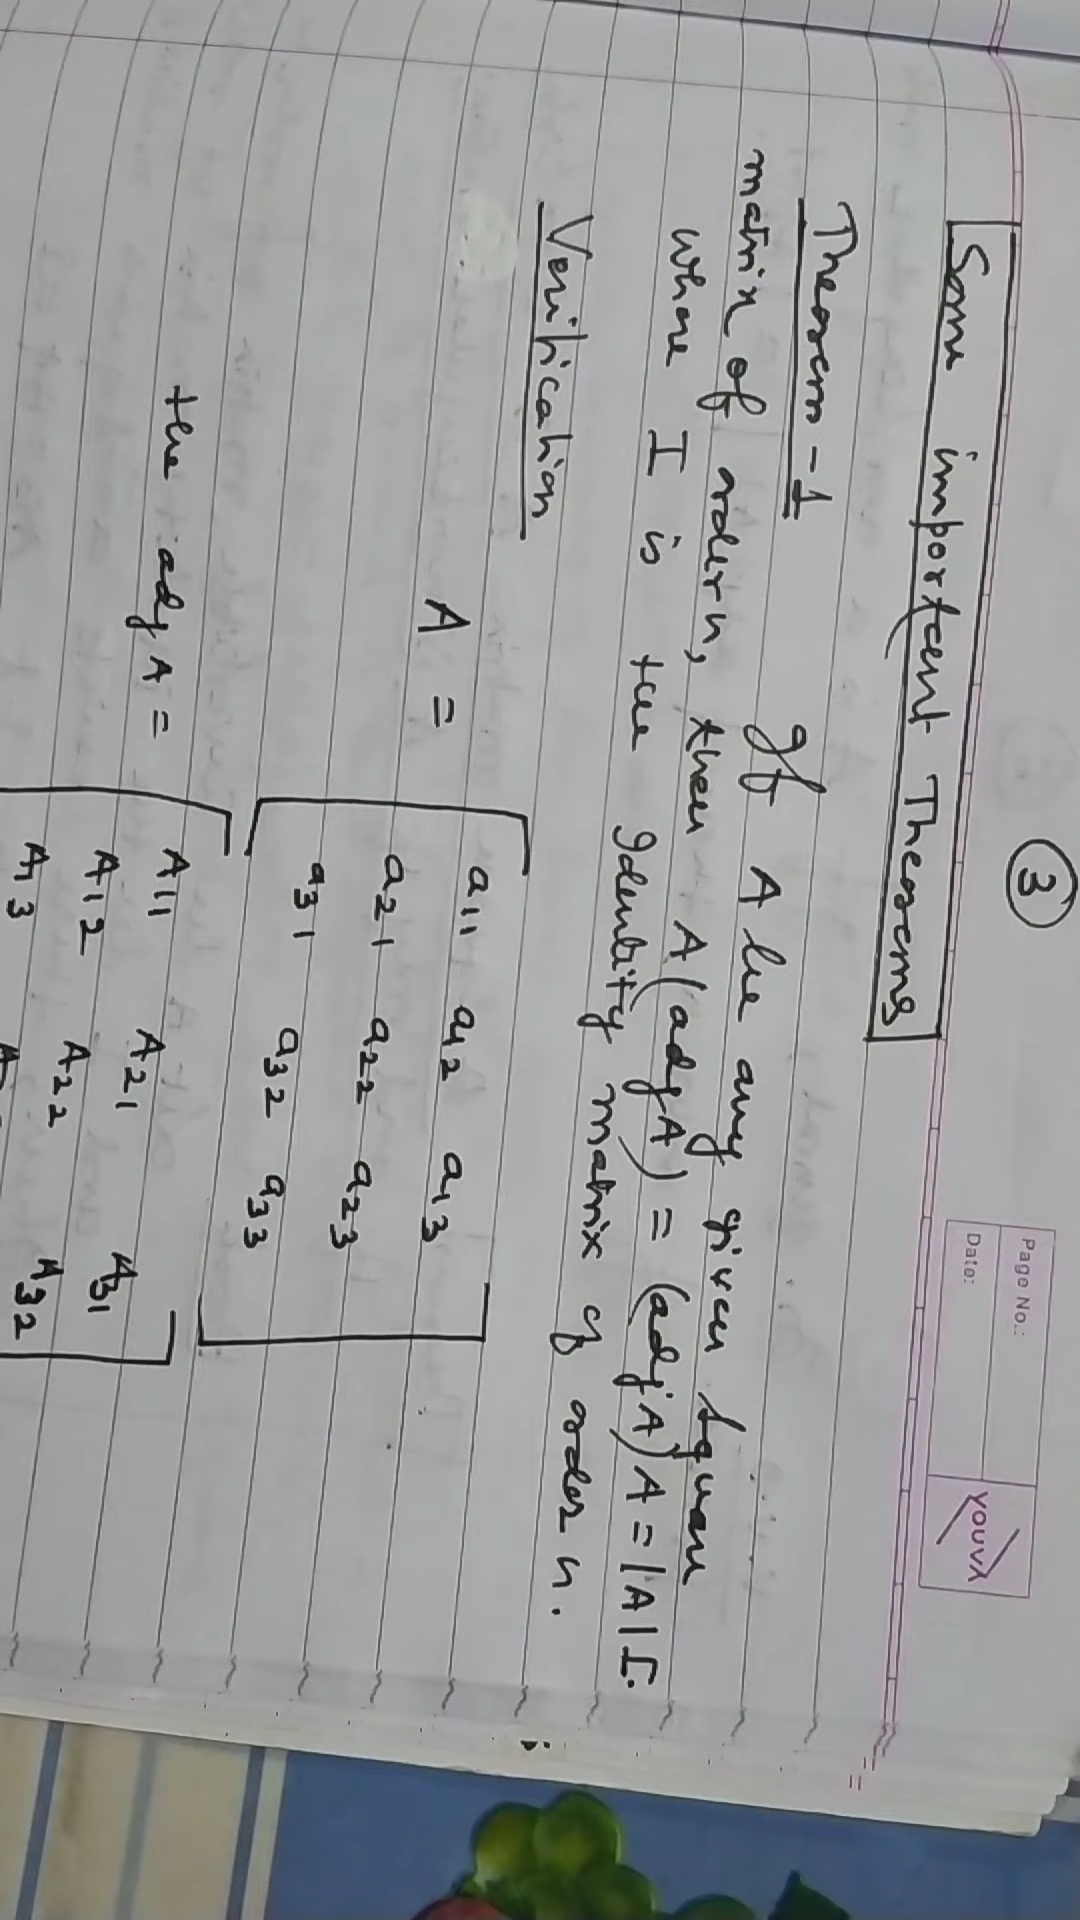 3
Page No.:
Date:
YOUVA
Some important Theorems
Theorem-1 If A be any given square
matrix of order n, then A(adj A) = (adj A) A = |A| I.
where I is the Identity matrix of order n.
Verification
A =
a11 a12 a13
a21 a22 a23
a31 a32 a33
the adj A =
A11 A21 A31
A12 A22 A32
A13